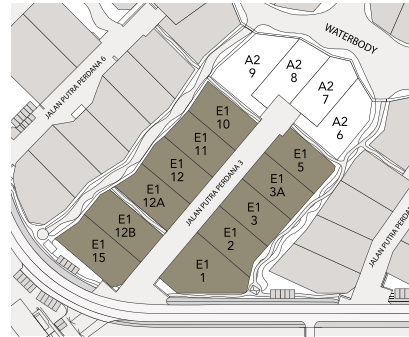 WATERBODY
JALAN PUTRA PERDANA 6
A2
9
A2
8
A2
7
A2
6
E1
10
E1
11
E1
12
E1
12A
E1
12B
E1
15
JALAN PUTRA PERDANA 3
E1
5
E1
3A
E1
3
E1
2
E1
1
JALAN PUTRA PERDAN